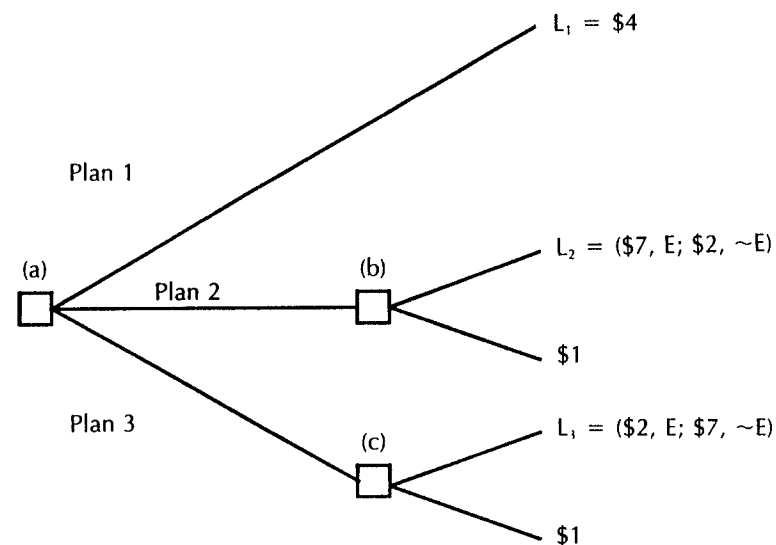 L₁ = $4
Plan 1
L₂ = ($7, E; $2, ~E)
(a)
(b)
Plan 2
$1
Plan 3
L₃ = ($2, E; $7, ~E)
(c)
$1